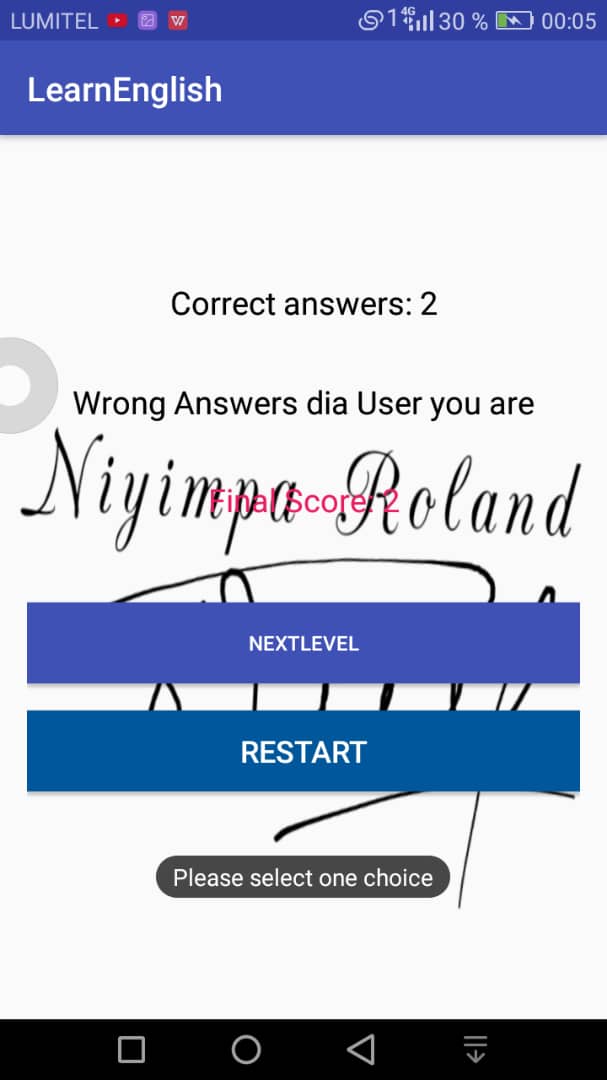 LUMITEL 1 4G 30 % 00:05
LearnEnglish
Correct answers: 2
Wrong Answers dia User you are
Niyimpa Roland
Final Score: 2
NEXTLEVEL
RESTART
Please select one choice